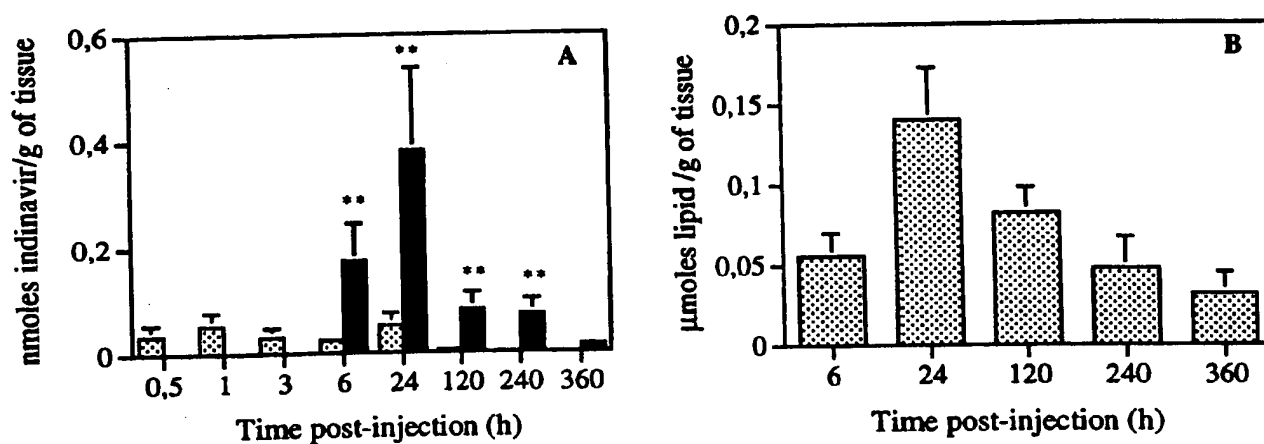 nmoles indinavir/g of tissue
0,6
0,4
0,2
0
A
**
**
**
**
0,5 1 3 6 24 120 240 360
Time post-injection (h)
µmoles lipid /g of tissue
0,2
0,15
0,1
0,05
0
B
6 24 120 240 360
Time post-injection (h)